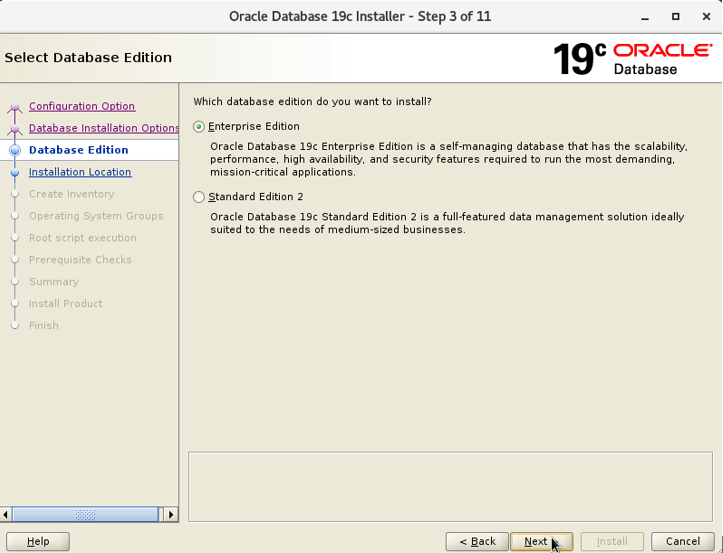 Oracle Database 19c Installer - Step 3 of 11
Select Database Edition
19c ORACLE®
Database
Configuration Option
Database Installation Options
Database Edition
Installation Location
Create Inventory
Operating System Groups
Root script execution
Prerequisite Checks
Summary
Install Product
Finish
Which database edition do you want to install?
Enterprise Edition
Oracle Database 19c Enterprise Edition is a self-managing database that has the scalability,
performance, high availability, and security features required to run the most demanding,
mission-critical applications.
Standard Edition 2
Oracle Database 19c Standard Edition 2 is a full-featured data management solution ideally
suited to the needs of medium-sized businesses.
Help
< Back
Next >
Install
Cancel